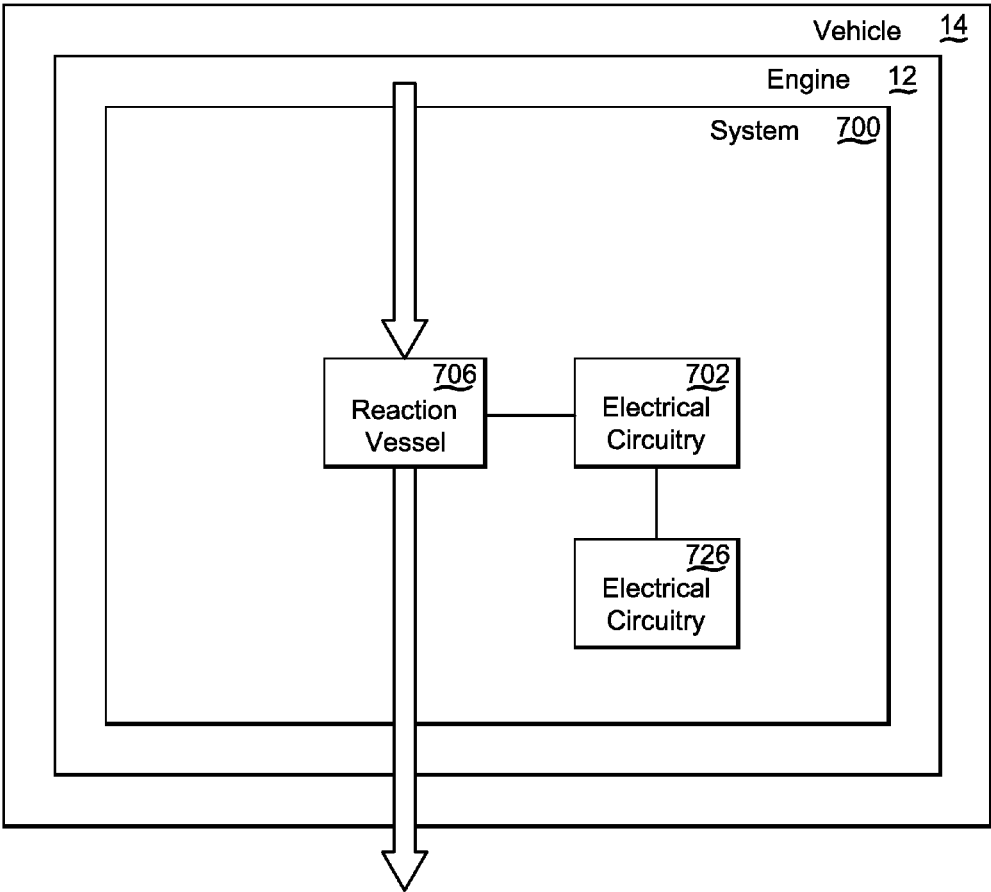 Vehicle 14
Engine 12
System 700
706
Reaction
Vessel
702
Electrical
Circuitry
726
Electrical
Circuitry